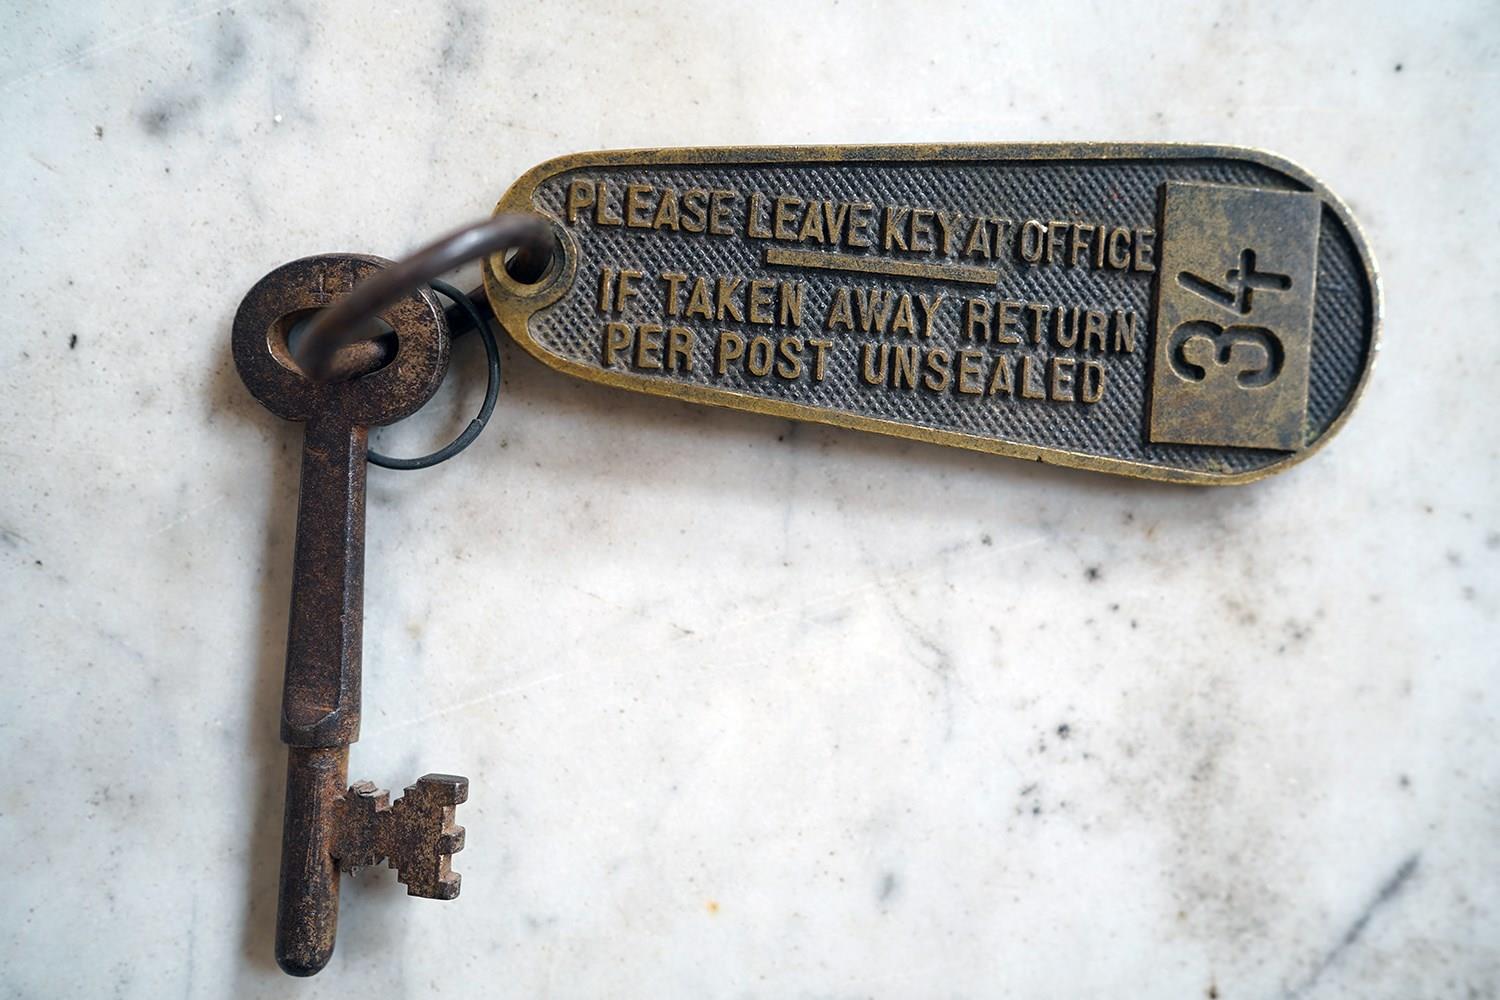 PLEASE LEAVE KEY AT OFFICE
IF TAKEN AWAY RETURN
PER POST UNSEALED
34